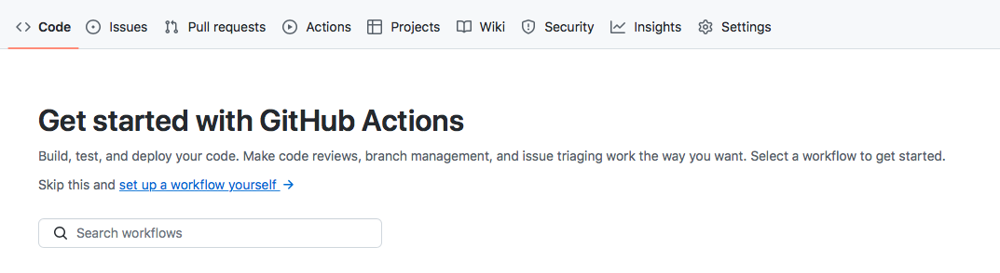 Code Issues Pull requests Actions Projects Wiki Security Insights Settings
Get started with GitHub Actions
Build, test, and deploy your code. Make code reviews, branch management, and issue triaging work the way you want. Select a workflow to get started.
Skip this and set up a workflow yourself →
Search workflows